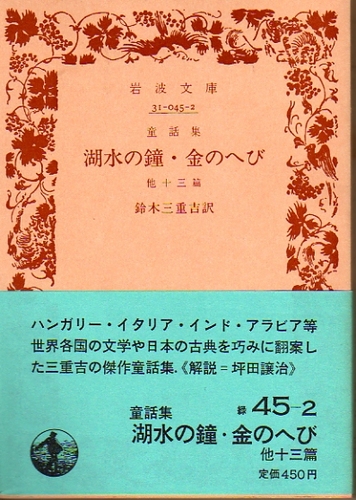 岩波文庫
31-045-2
童話集
湖水の鐘・金のへび
他十三篇
鈴木三重吉訳
ハンガリー・イタリア・インド・アラビア等
世界各国の文学や日本の古典を巧みに翻案し
た三重吉の傑作童話集.《解説=坪田譲治》
童話集 緑45-2
湖水の鐘・金のへび
他十三篇
定価450円